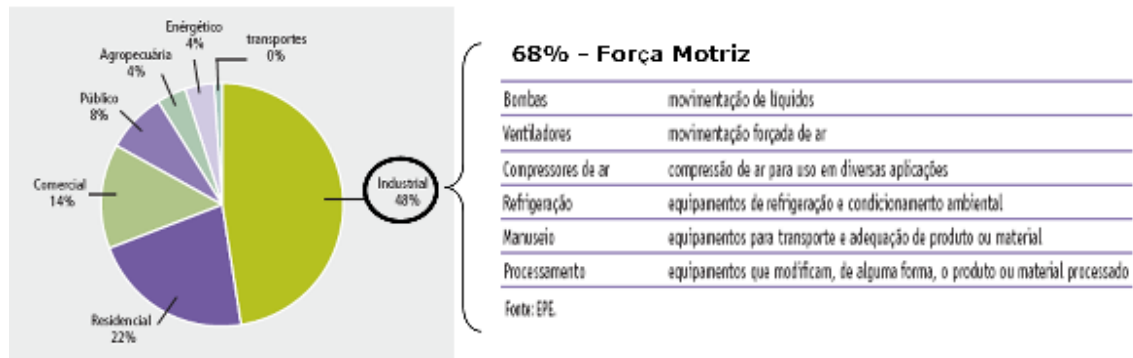 Enérgético
4%
transportes
0%
Agropecuária
4%
Público
8%
Comercial
14%
Residencial
22%
Industrial
48%
68% – Força Motriz
Bombas movimentação de líquidos
Ventiladores movimentação forçada de ar
Compressores de ar compressão de ar para uso em diversas aplicações
Refrigeração equipamentos de refrigeração e condicionamento ambiental
Manuseio equipamentos para transporte e adequação de produto ou material
Processamento equipamentos que modificam, de alguma forma, o produto ou material processado
Fonte: EPE.